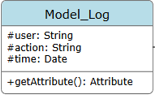 Model_Log
#user: String
#action: String
#time: Date
+getAttribute(): Attribute